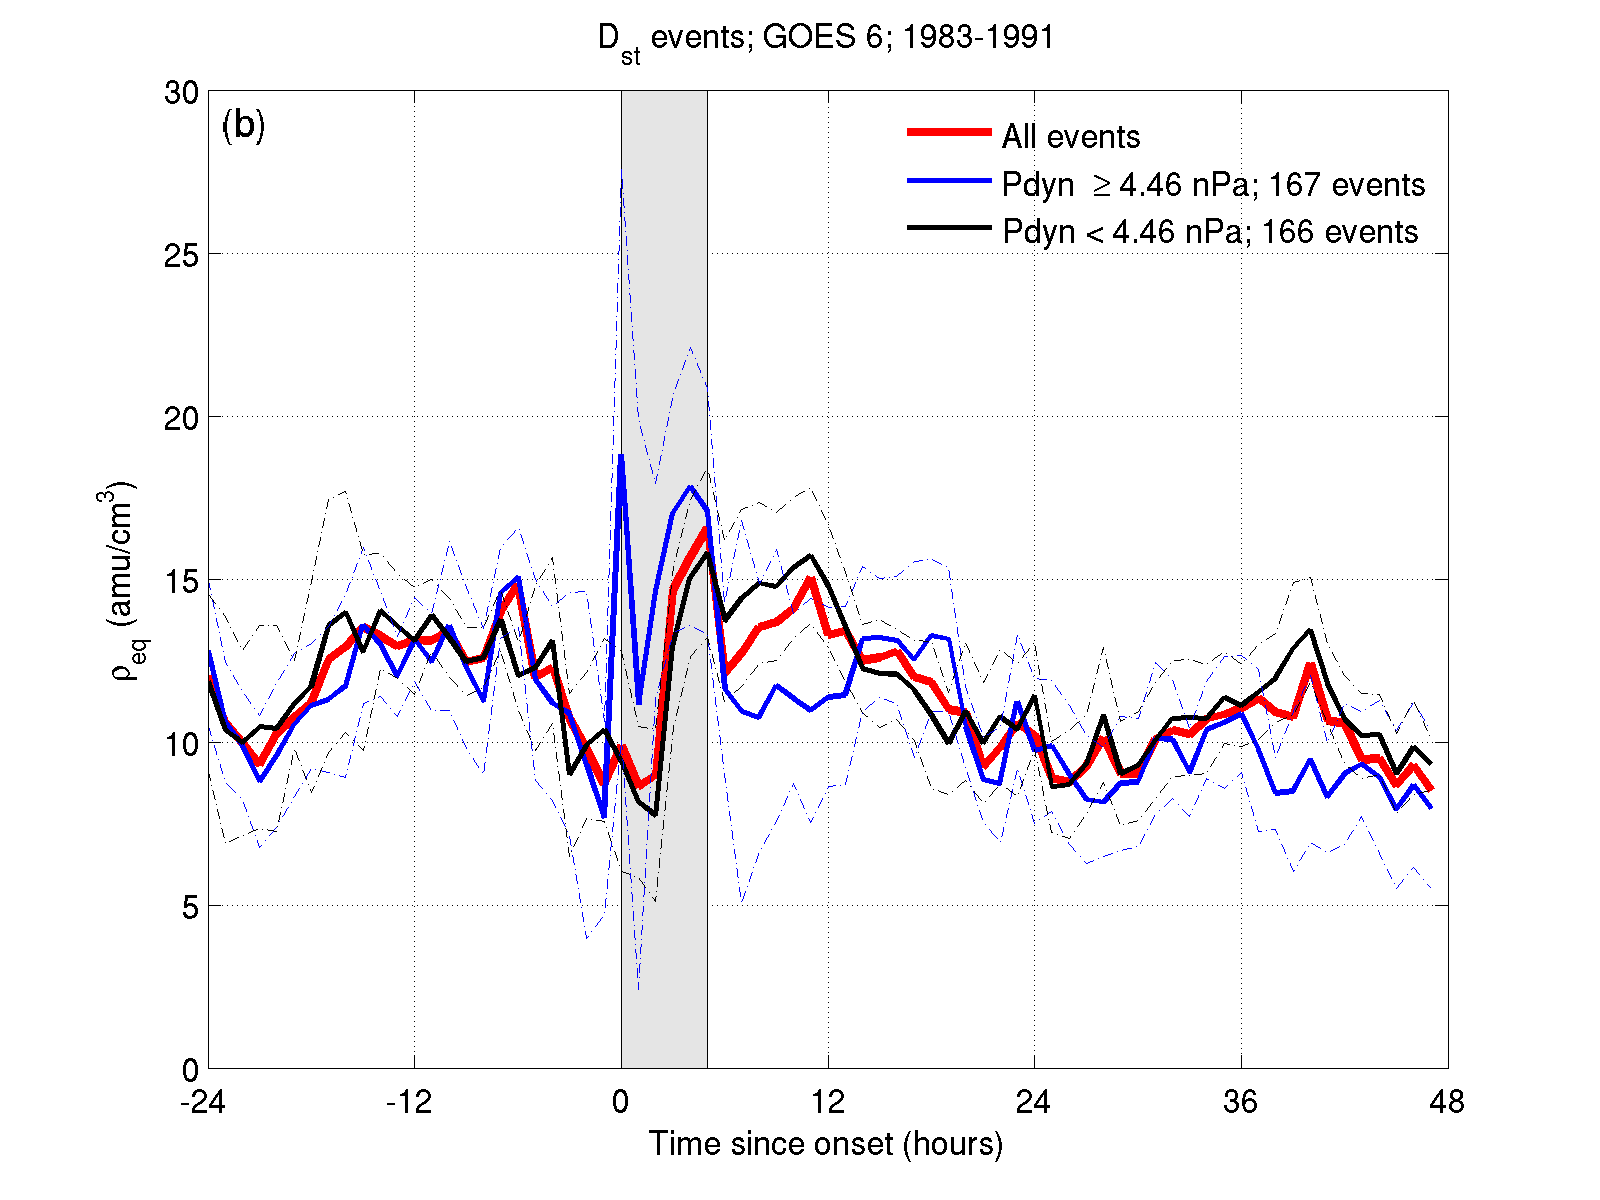 D_st events; GOES 6; 1983-1991
(b)
All events
Pdyn ≥ 4.46 nPa; 167 events
Pdyn < 4.46 nPa; 166 events
30
25
20
15
10
5
0
ρ_eq (amu/cm³)
-24 -12 0 12 24 36 48
Time since onset (hours)